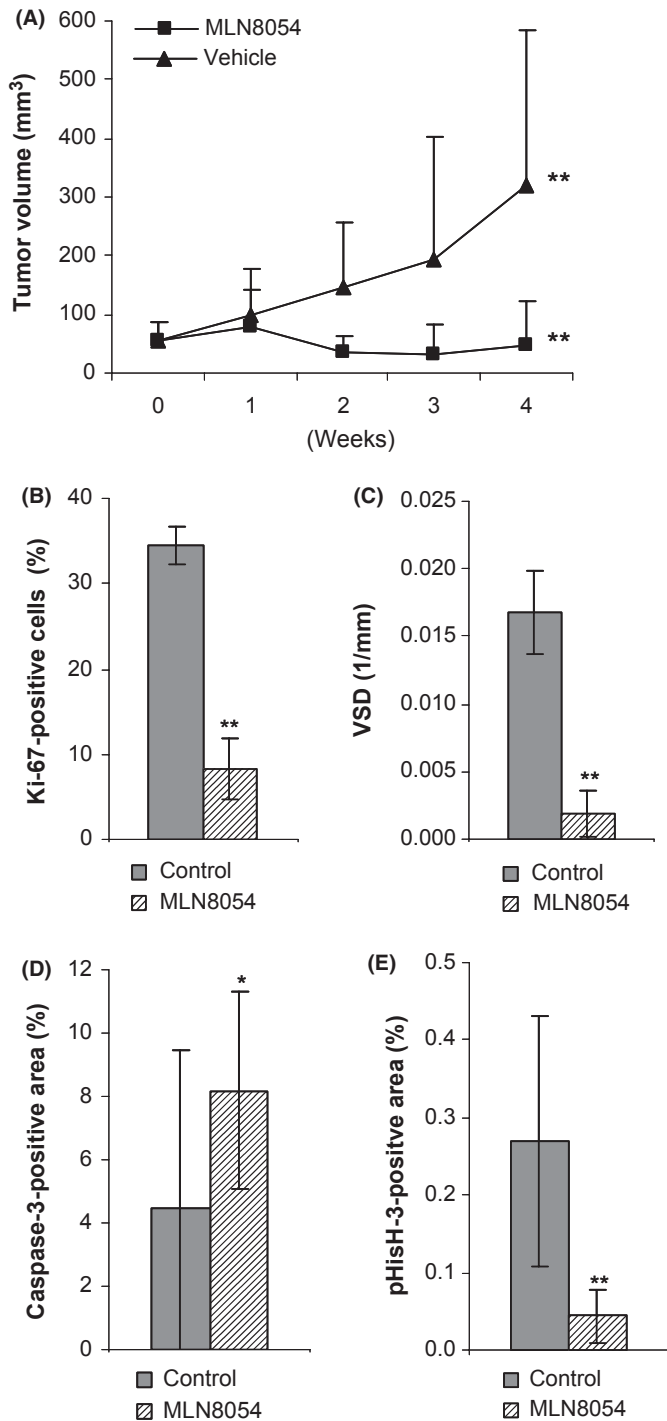 (A)
600
500
400
300
200
100
0
Tumor volume (mm³)
MLN8054
Vehicle
**
**
0 1 2 3 4
(Weeks)
(B)
40
30
20
10
0
Ki-67-positive cells (%)
**
Control
MLN8054
(C)
0.025
0.020
0.015
0.010
0.005
0.000
VSD (1/mm)
**
Control
MLN8054
(D)
12
10
8
6
4
2
0
Caspase-3-positive area (%)
*
Control
MLN8054
(E)
0.5
0.4
0.3
0.2
0.1
0.0
pHisH-3-positve area (%)
**
Control
MLN8054